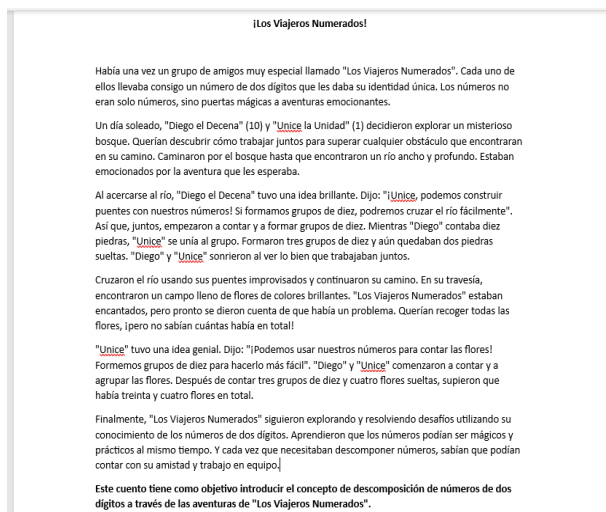 ¡Los Viajeros Numerados!
Había una vez un grupo de amigos muy especial llamado "Los Viajeros Numerados". Cada uno de
ellos llevaba consigo un número de dos dígitos que les daba su identidad única. Los números no
eran solo números, sino puertas mágicas a aventuras emocionantes.
Un día soleado, "Diego el Decena" (10) y "Unice la Unidad" (1) decidieron explorar un misterioso
bosque. Querían descubrir cómo trabajar juntos para superar cualquier obstáculo que encontraran
en su camino. Caminaron por el bosque hasta que encontraron un río ancho y profundo. Estaban
emocionados por la aventura que les esperaba.
Al acercarse al río, "Diego el Decena" tuvo una idea brillante. Dijo: "¡Unice, podemos construir
puentes con nuestros números! Si formamos grupos de diez, podremos cruzar el río fácilmente".
Así que, juntos, empezaron a contar y a formar grupos de diez. Mientras "Diego" contaba diez
piedras, "Unice" se unía al grupo. Formaron tres grupos de diez y aún quedaban dos piedras
sueltas. "Diego" y "Unice" sonrieron al ver lo bien que trabajaban juntos.
Cruzaron el río usando sus puentes improvisados y continuaron su camino. En su travesía,
encontraron un campo lleno de flores de colores brillantes. "Los Viajeros Numerados" estaban
encantados, pero pronto se dieron cuenta de que había un problema. Querían recoger todas las
flores, ¡pero no sabían cuántas había en total!
"Unice" tuvo una idea genial. Dijo: "¡Podemos usar nuestros números para contar las flores!
Formemos grupos de diez para hacerlo más fácil". "Diego" y "Unice" comenzaron a contar y a
agrupar las flores. Después de contar tres grupos de diez y cuatro flores sueltas, supieron que
había treinta y cuatro flores en total.
Finalmente, "Los Viajeros Numerados" siguieron explorando y resolviendo desafíos utilizando su
conocimiento de los números de dos dígitos. Aprendieron que los números podían ser mágicos y
prácticos al mismo tiempo. Y cada vez que necesitaban descomponer números, sabían que podían
contar con su amistad y trabajo en equipo.
Este cuento tiene como objetivo introducir el concepto de descomposición de números de dos
dígitos a través de las aventuras de "Los Viajeros Numerados".